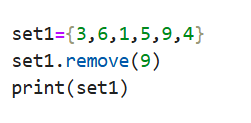 set1={3,6,1,5,9,4}
set1.remove(9)
print(set1)